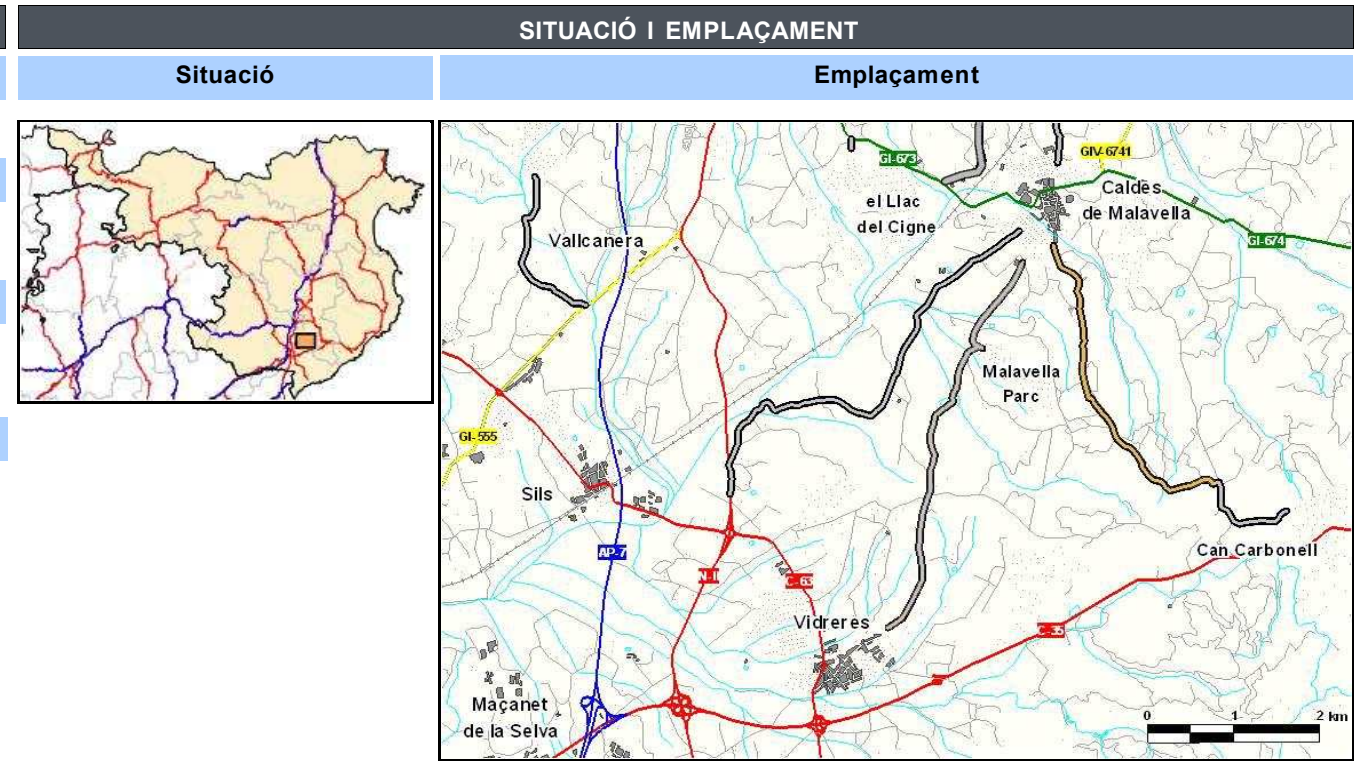 SITUACIÓ I EMPLAÇAMENT
Situació
Emplaçament
GI-673
GIV-6741
Caldes
de Malavella
el Llac
del Cigne
Vallcanera
GI-674
Malavella
Parc
GI-555
Sils
AP-7
N-II
C-63
Can Carbonell
Vidreres
C-35
Maçanet
de la Selva
0 1 2 km